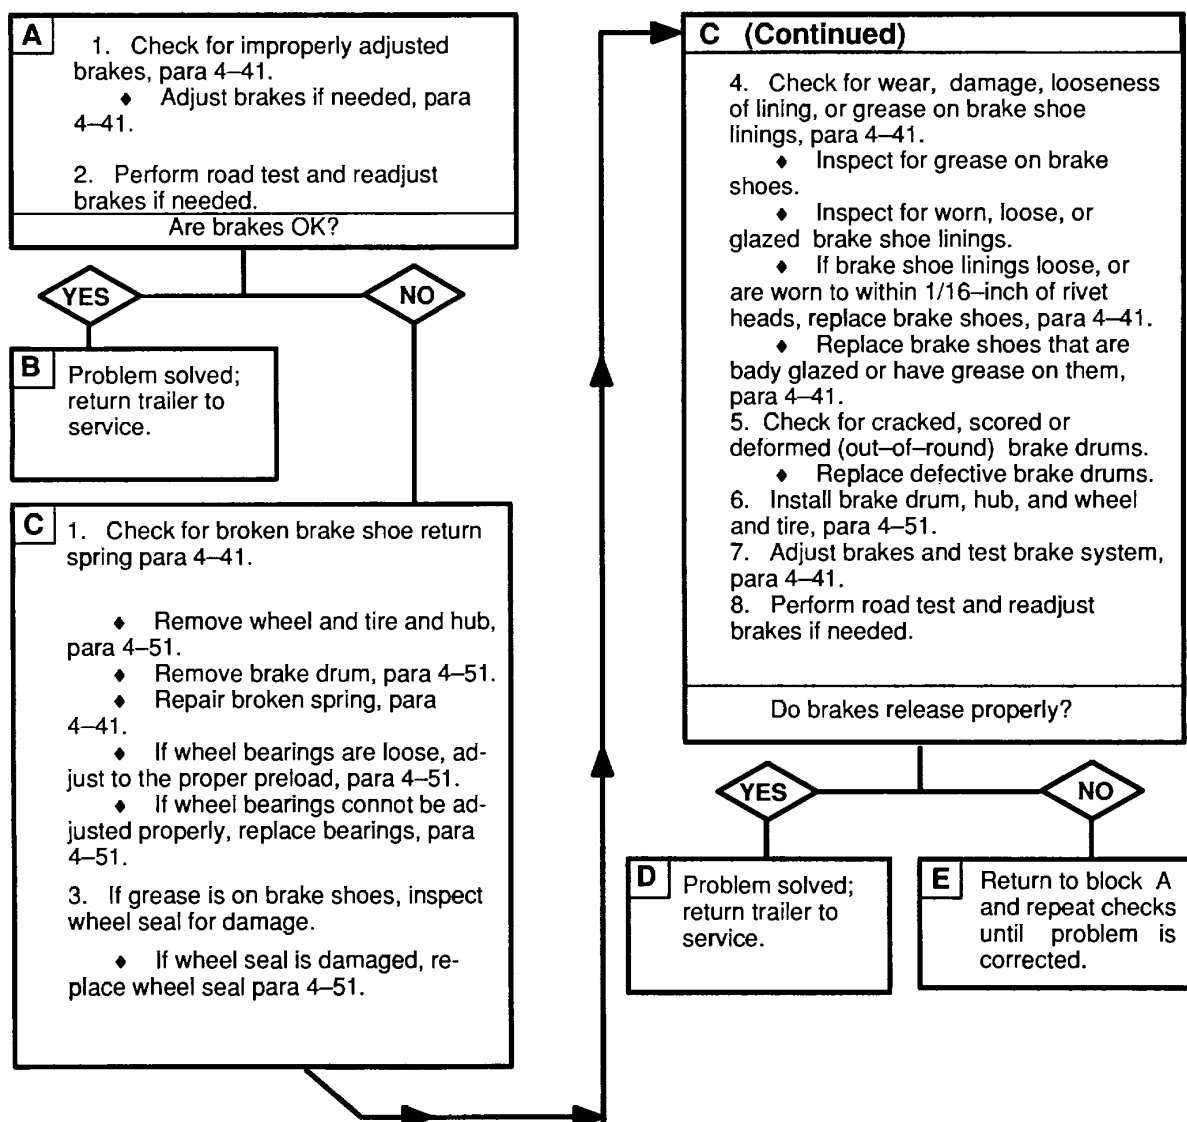 A
1. Check for improperly adjusted
brakes, para 4–41.
♦ Adjust brakes if needed, para
4–41.
2. Perform road test and readjust
brakes if needed.
Are brakes OK?
YES
NO
B
Problem solved;
return trailer to
service.
C
1. Check for broken brake shoe return
spring para 4–41.
♦ Remove wheel and tire and hub,
para 4–51.
♦ Remove brake drum, para 4–51.
♦ Repair broken spring, para
4–41.
♦ If wheel bearings are loose, ad-
just to the proper preload, para 4–51.
♦ If wheel bearings connot be ad-
justed properly, replace bearings, para
4–51.
3. If grease is on brake shoes, inspect
wheel seal for damage.
♦ If wheel seal is damaged, re-
place wheel seal para 4–51.
C (Continued)
4. Check for wear, damage, looseness
of lining, or grease on brake shoe
linings, para 4–41.
♦ Inspect for grease on brake
shoes.
♦ Inspect for worn, loose, or
glazed brake shoe linings.
♦ If brake shoe linings loose, or
are worn to within 1/16–inch of rivet
heads, replace brake shoes, para 4–41.
♦ Replace brake shoes that are
bady glazed or have grease on them,
para 4–41.
5. Check for cracked, scored or
deformed (out–of–round) brake drums.
♦ Replace defective brake drums.
6. Install brake drum, hub, and wheel
and tire, para 4–51.
7. Adjust brakes and test brake system,
para 4–41.
8. Perform road test and readjust
brakes if needed.
Do brakes release properly?
YES
NO
D
Problem solved;
return trailer to
service.
E
Return to block A
and repeat checks
until problem is
corrected.